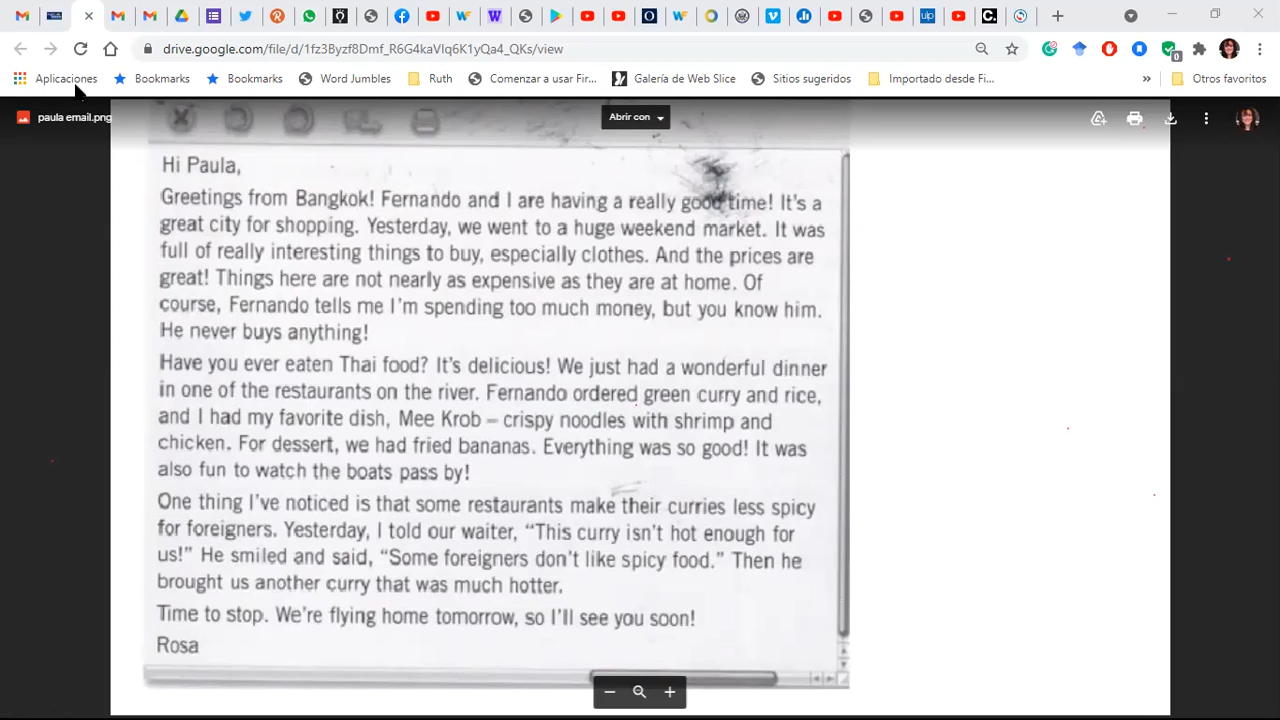 drive.google.com/file/d/1fz3Byzf8Dmf_R6G4kaVIq6K1yQa4_QKs/view
Aplicaciones Bookmarks Bookmarks Word Jumbles Ruth Comenzar a usar Fir... Galería de Web Slice Sitios sugeridos Importado desde Fi... » Otros favoritos
paula email.png Abrir con
Hi Paula,
Greetings from Bangkok! Fernando and I are having a really good time! It's a
great city for shopping. Yesterday, we went to a huge weekend market. It was
full of really interesting things to buy, especially clothes. And the prices are
great! Things here are not nearly as expensive as they are at home. Of
course, Fernando tells me I'm spending too much money, but you know him.
He never buys anything!
Have you ever eaten Thai food? It's delicious! We just had a wonderful dinner
in one of the restaurants on the river. Fernando ordered green curry and rice,
and I had my favorite dish, Mee Krob – crispy noodles with shrimp and
chicken. For dessert, we had fried bananas. Everything was so good! It was
also fun to watch the boats pass by!
One thing I've noticed is that some restaurants make their curries less spicy
for foreigners. Yesterday, I told our waiter, “This curry isn't hot enough for
us!” He smiled and said, “Some foreigners don't like spicy food.” Then he
brought us another curry that was much hotter.
Time to stop. We're flying home tomorrow, so I'll see you soon!
Rosa